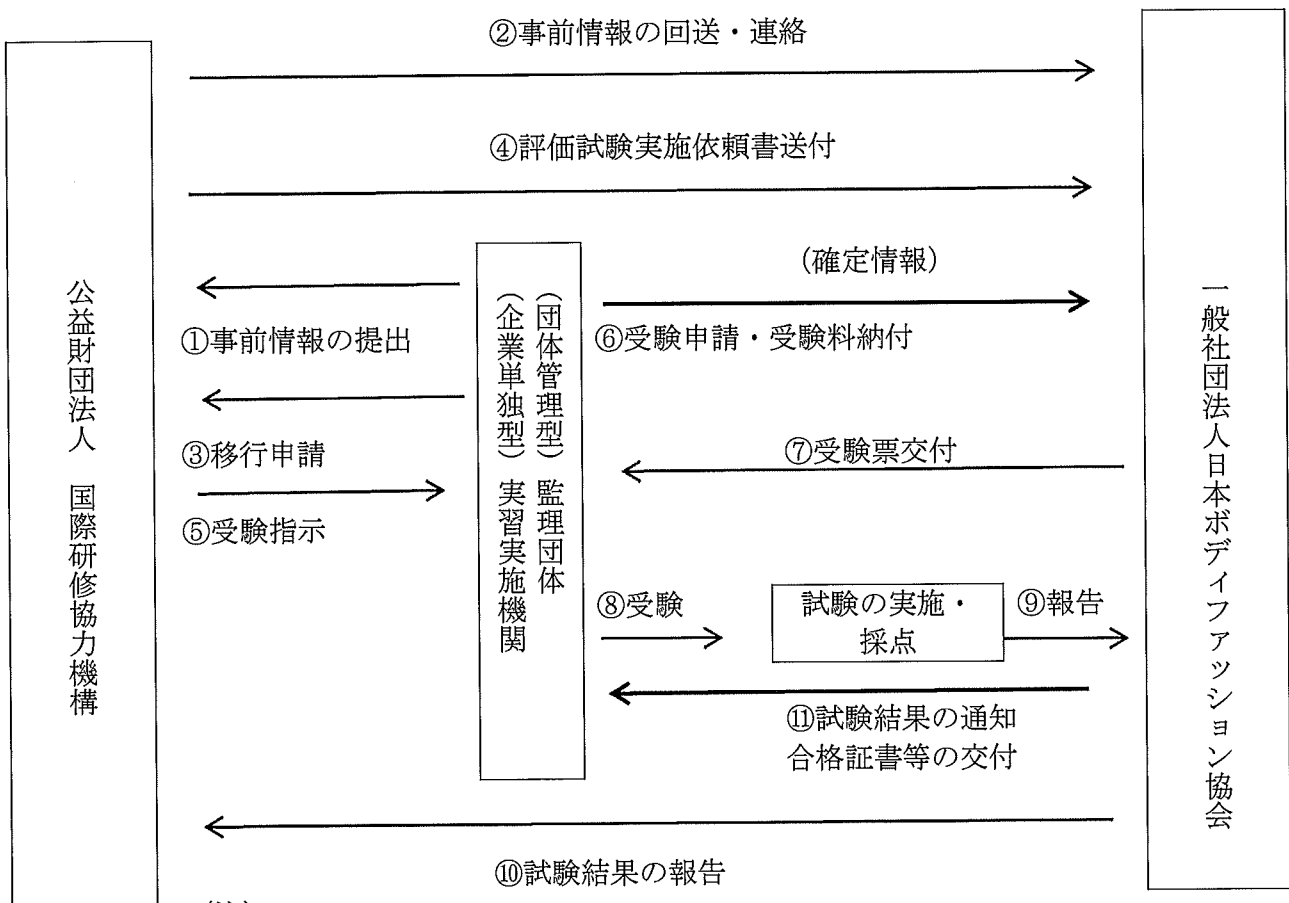 ②事前情報の回送・連絡
④評価試験実施依頼書送付
公益財団法人 国際研修協力機構
①事前情報の提出
③移行申請
⑤受験指示
(団体管理型) 監理団体
(企業単独型) 実習実施機関
(確定情報)
⑥受験申請・受験料納付
⑦受験票交付
⑧受験
試験の実施・
採点
⑨報告
⑪試験結果の通知
合格証書等の交付
⑩試験結果の報告
一般社団法人日本ボディファッション協会